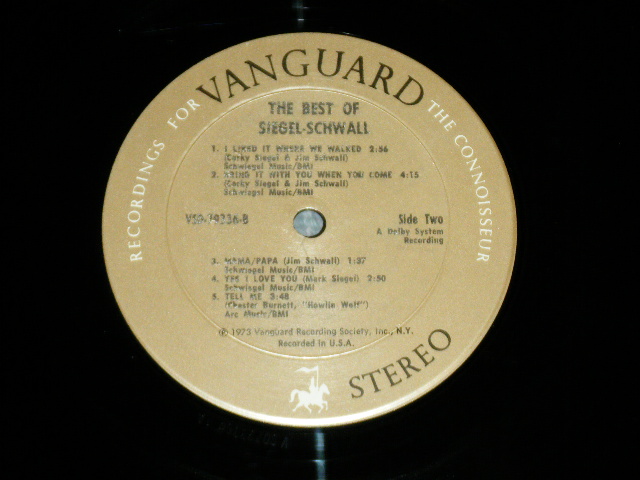 RECORDINGS FOR VANGUARD THE CONNOISSEUR
THE BEST OF
SIEGEL-SCHWALL
1. I LIKED IT WHERE WE WALKED 2:56
(Corky Siegel & Jim Schwall)
Schwiegel Music/BMI
2. BRING IT WITH YOU WHEN YOU COME 4:15
(Corky Siegel & Jim Schwall)
Schwiegel Music/BMI
VSD-79336-B
Side Two
A Dolby System
Recording
3. MAMA/PAPA (Jim Schwall) 1:37
Schwiegel Music/BMI
4. YES I LOVE YOU (Mark Siegel) 2:50
Schwiegel Music/BMI
5. TELL ME 3:48
(Chester Burnett, "Howlin Wolf")
Arc Music/BMI
℗ 1973 Vanguard Recording Society, Inc., N.Y.
Recorded in U.S.A.
STEREO